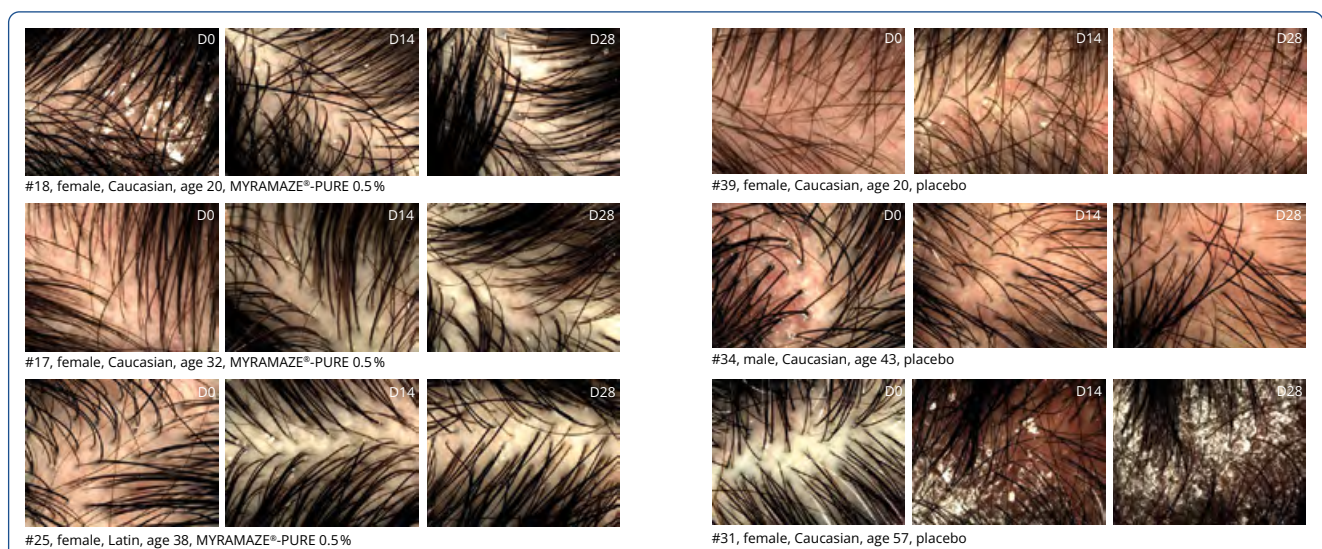 D0
D14
D28
#18, female, Caucasian, age 20, MYRAMAZE®-PURE 0.5%
D0
D14
D28
#39, female, Caucasian, age 20, placebo
D0
D14
D28
#17, female, Caucasian, age 32, MYRAMAZE®-PURE 0.5%
D0
D14
D28
#34, male, Caucasian, age 43, placebo
D0
D14
D28
#25, female, Latin, age 38, MYRAMAZE®-PURE 0.5%
D0
D14
D28
#31, female, Caucasian, age 57, placebo